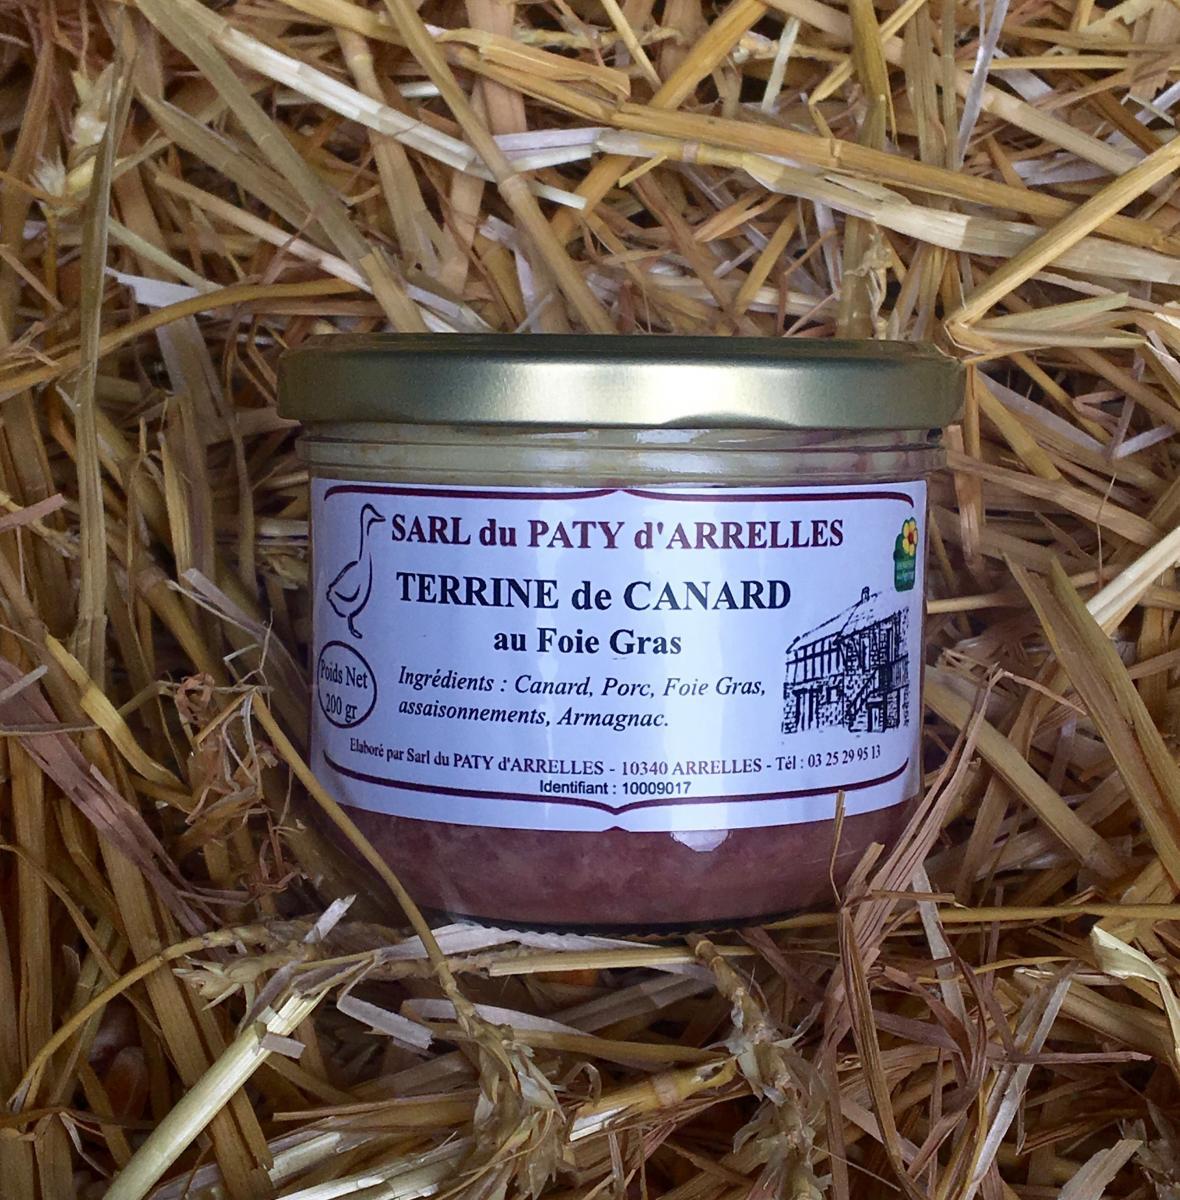 SARL du PATY d'ARRELLES
TERRINE de CANARD
au Foie Gras
Poids Net
200 gr
Ingrédients : Canard, Porc, Foie Gras,
assaisonnements, Armagnac.
Elaboré par Sarl du PATY d'ARRELLES - 10340 ARRELLES - Tél : 03 25 29 95 13
Identifiant : 10009017